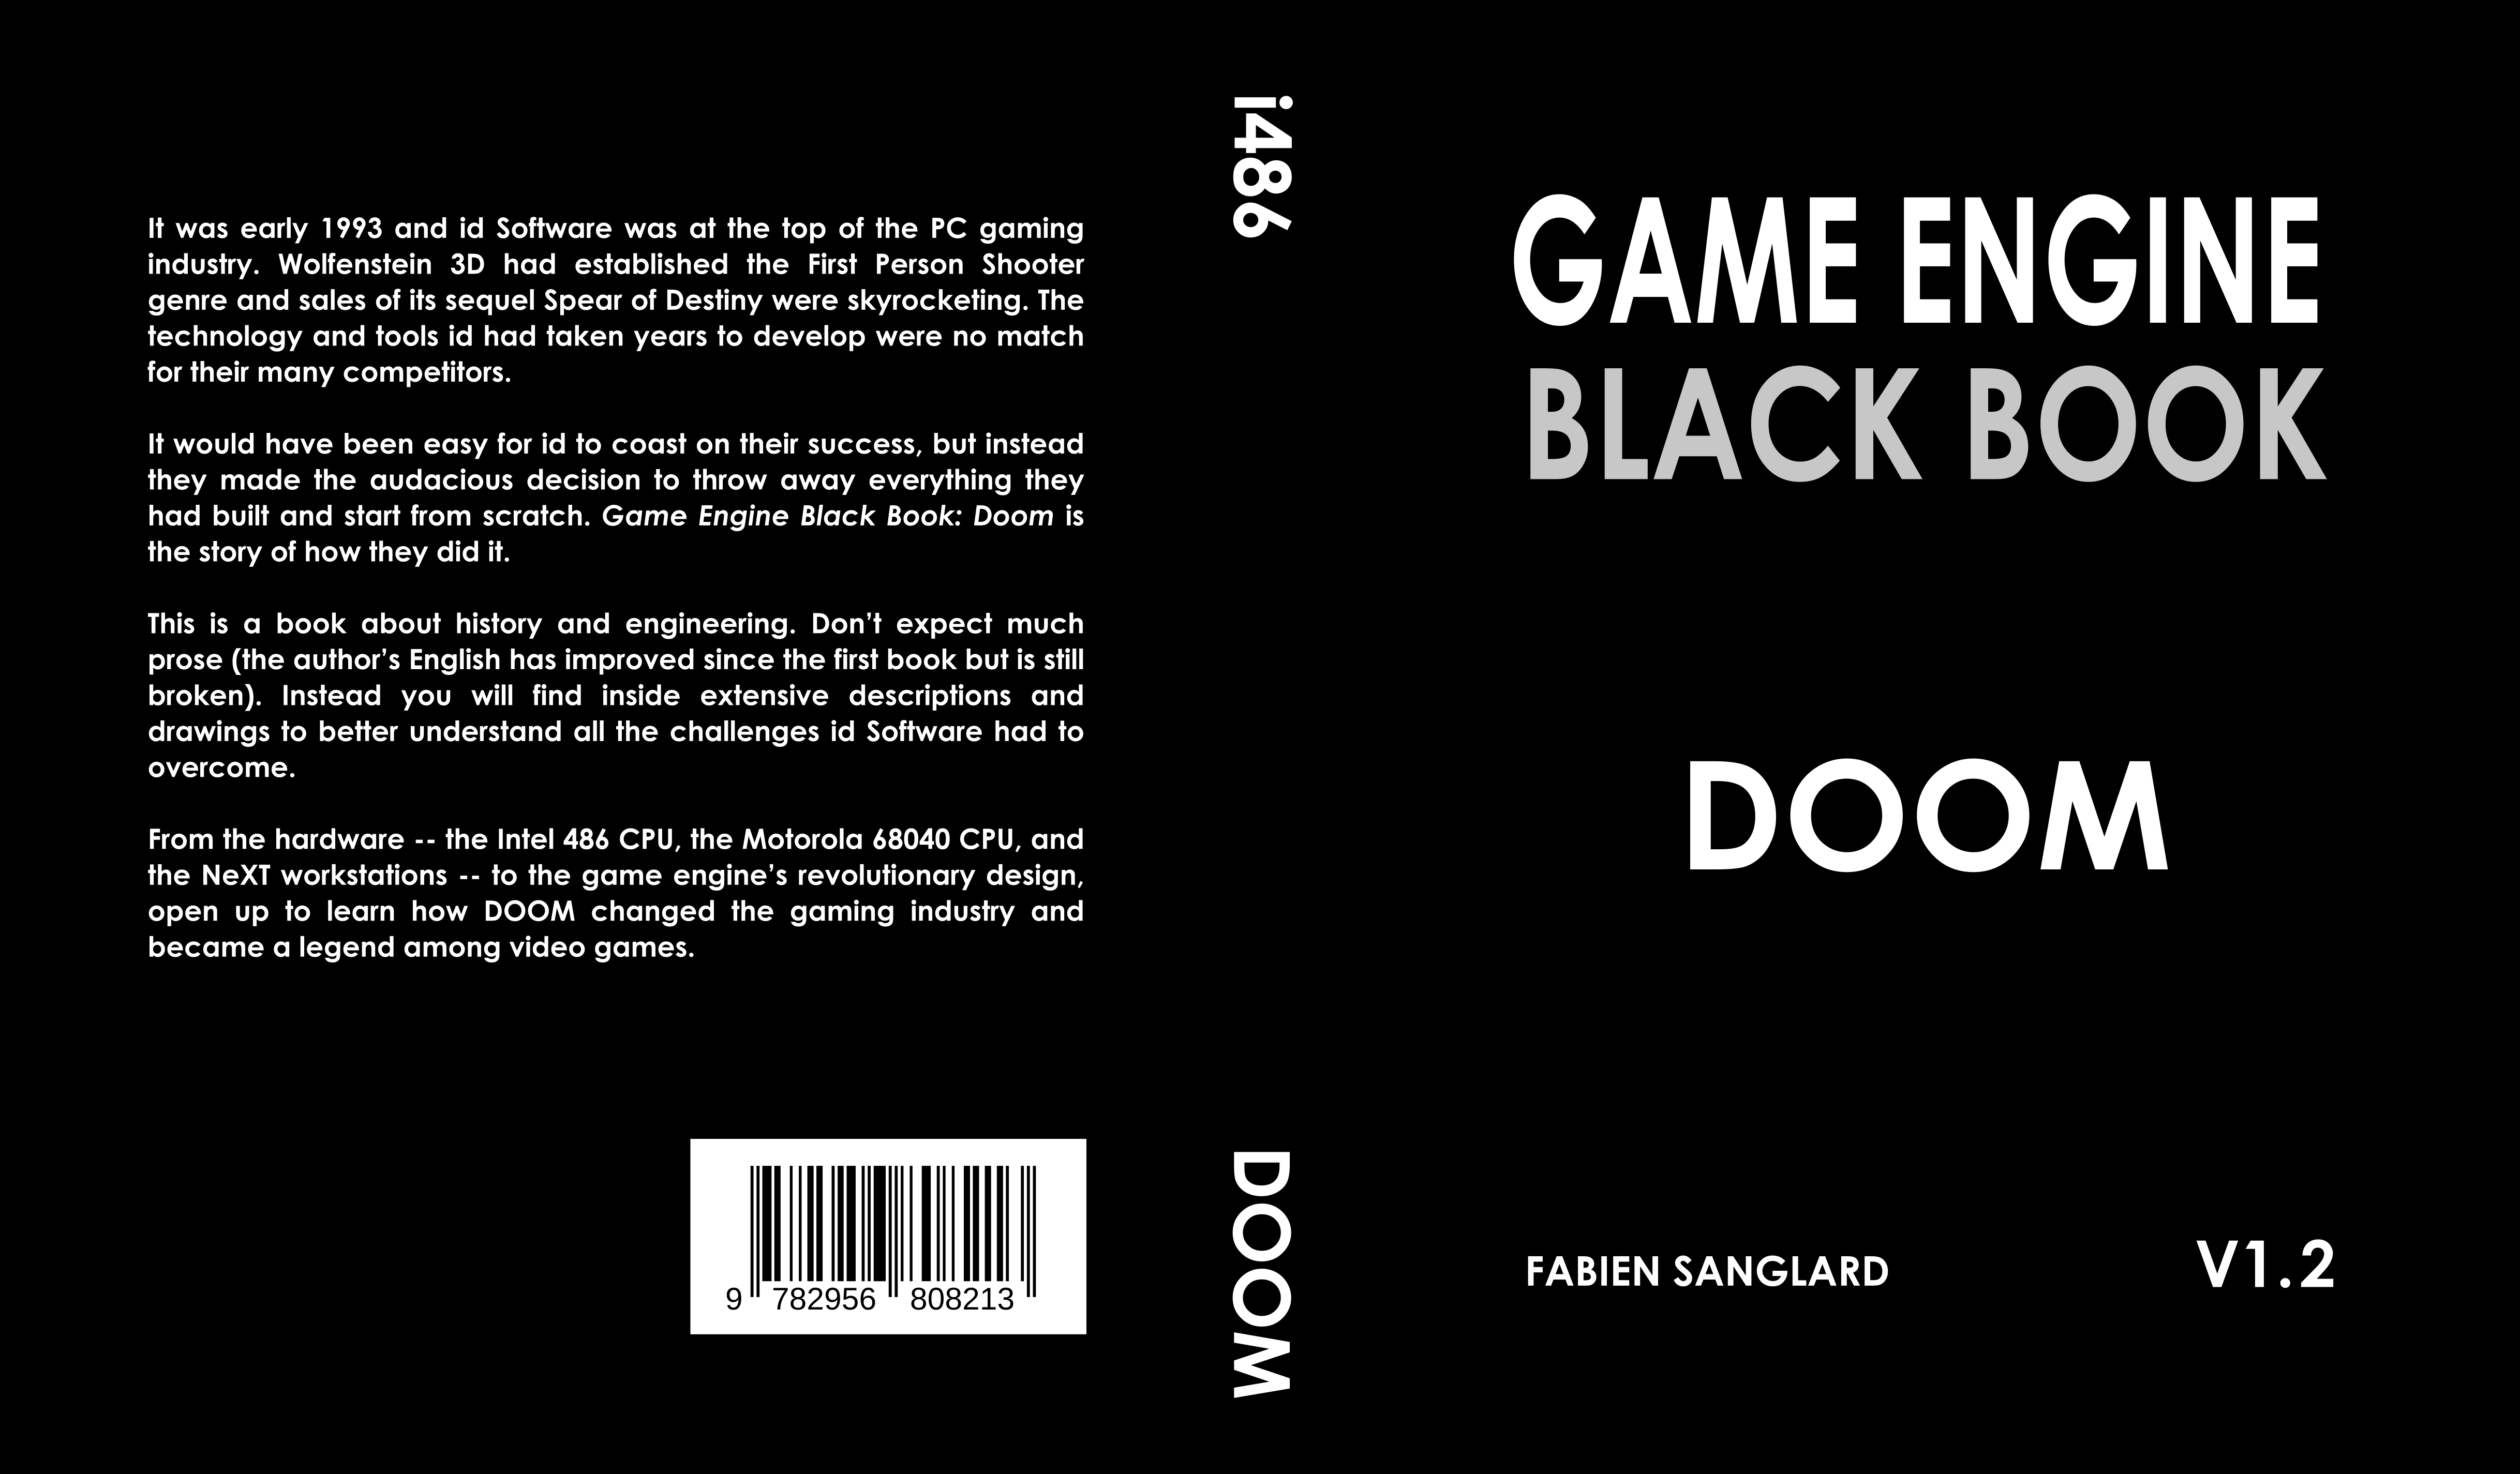 It was early 1993 and id Software was at the top of the PC gaming
industry. Wolfenstein 3D had established the First Person Shooter
genre and sales of its sequel Spear of Destiny were skyrocketing. The
technology and tools id had taken years to develop were no match
for their many competitors.
It would have been easy for id to coast on their success, but instead
they made the audacious decision to throw away everything they
had built and start from scratch. Game Engine Black Book: Doom is
the story of how they did it.
This is a book about history and engineering. Don’t expect much
prose (the author’s English has improved since the first book but is still
broken). Instead you will find inside extensive descriptions and
drawings to better understand all the challenges id Software had to
overcome.
From the hardware -- the Intel 486 CPU, the Motorola 68040 CPU, and
the NeXT workstations -- to the game engine’s revolutionary design,
open up to learn how DOOM changed the gaming industry and
became a legend among video games.
9 782956 808213
i486
DOOM
GAME ENGINE
BLACK BOOK
DOOM
FABIEN SANGLARD
V1.2